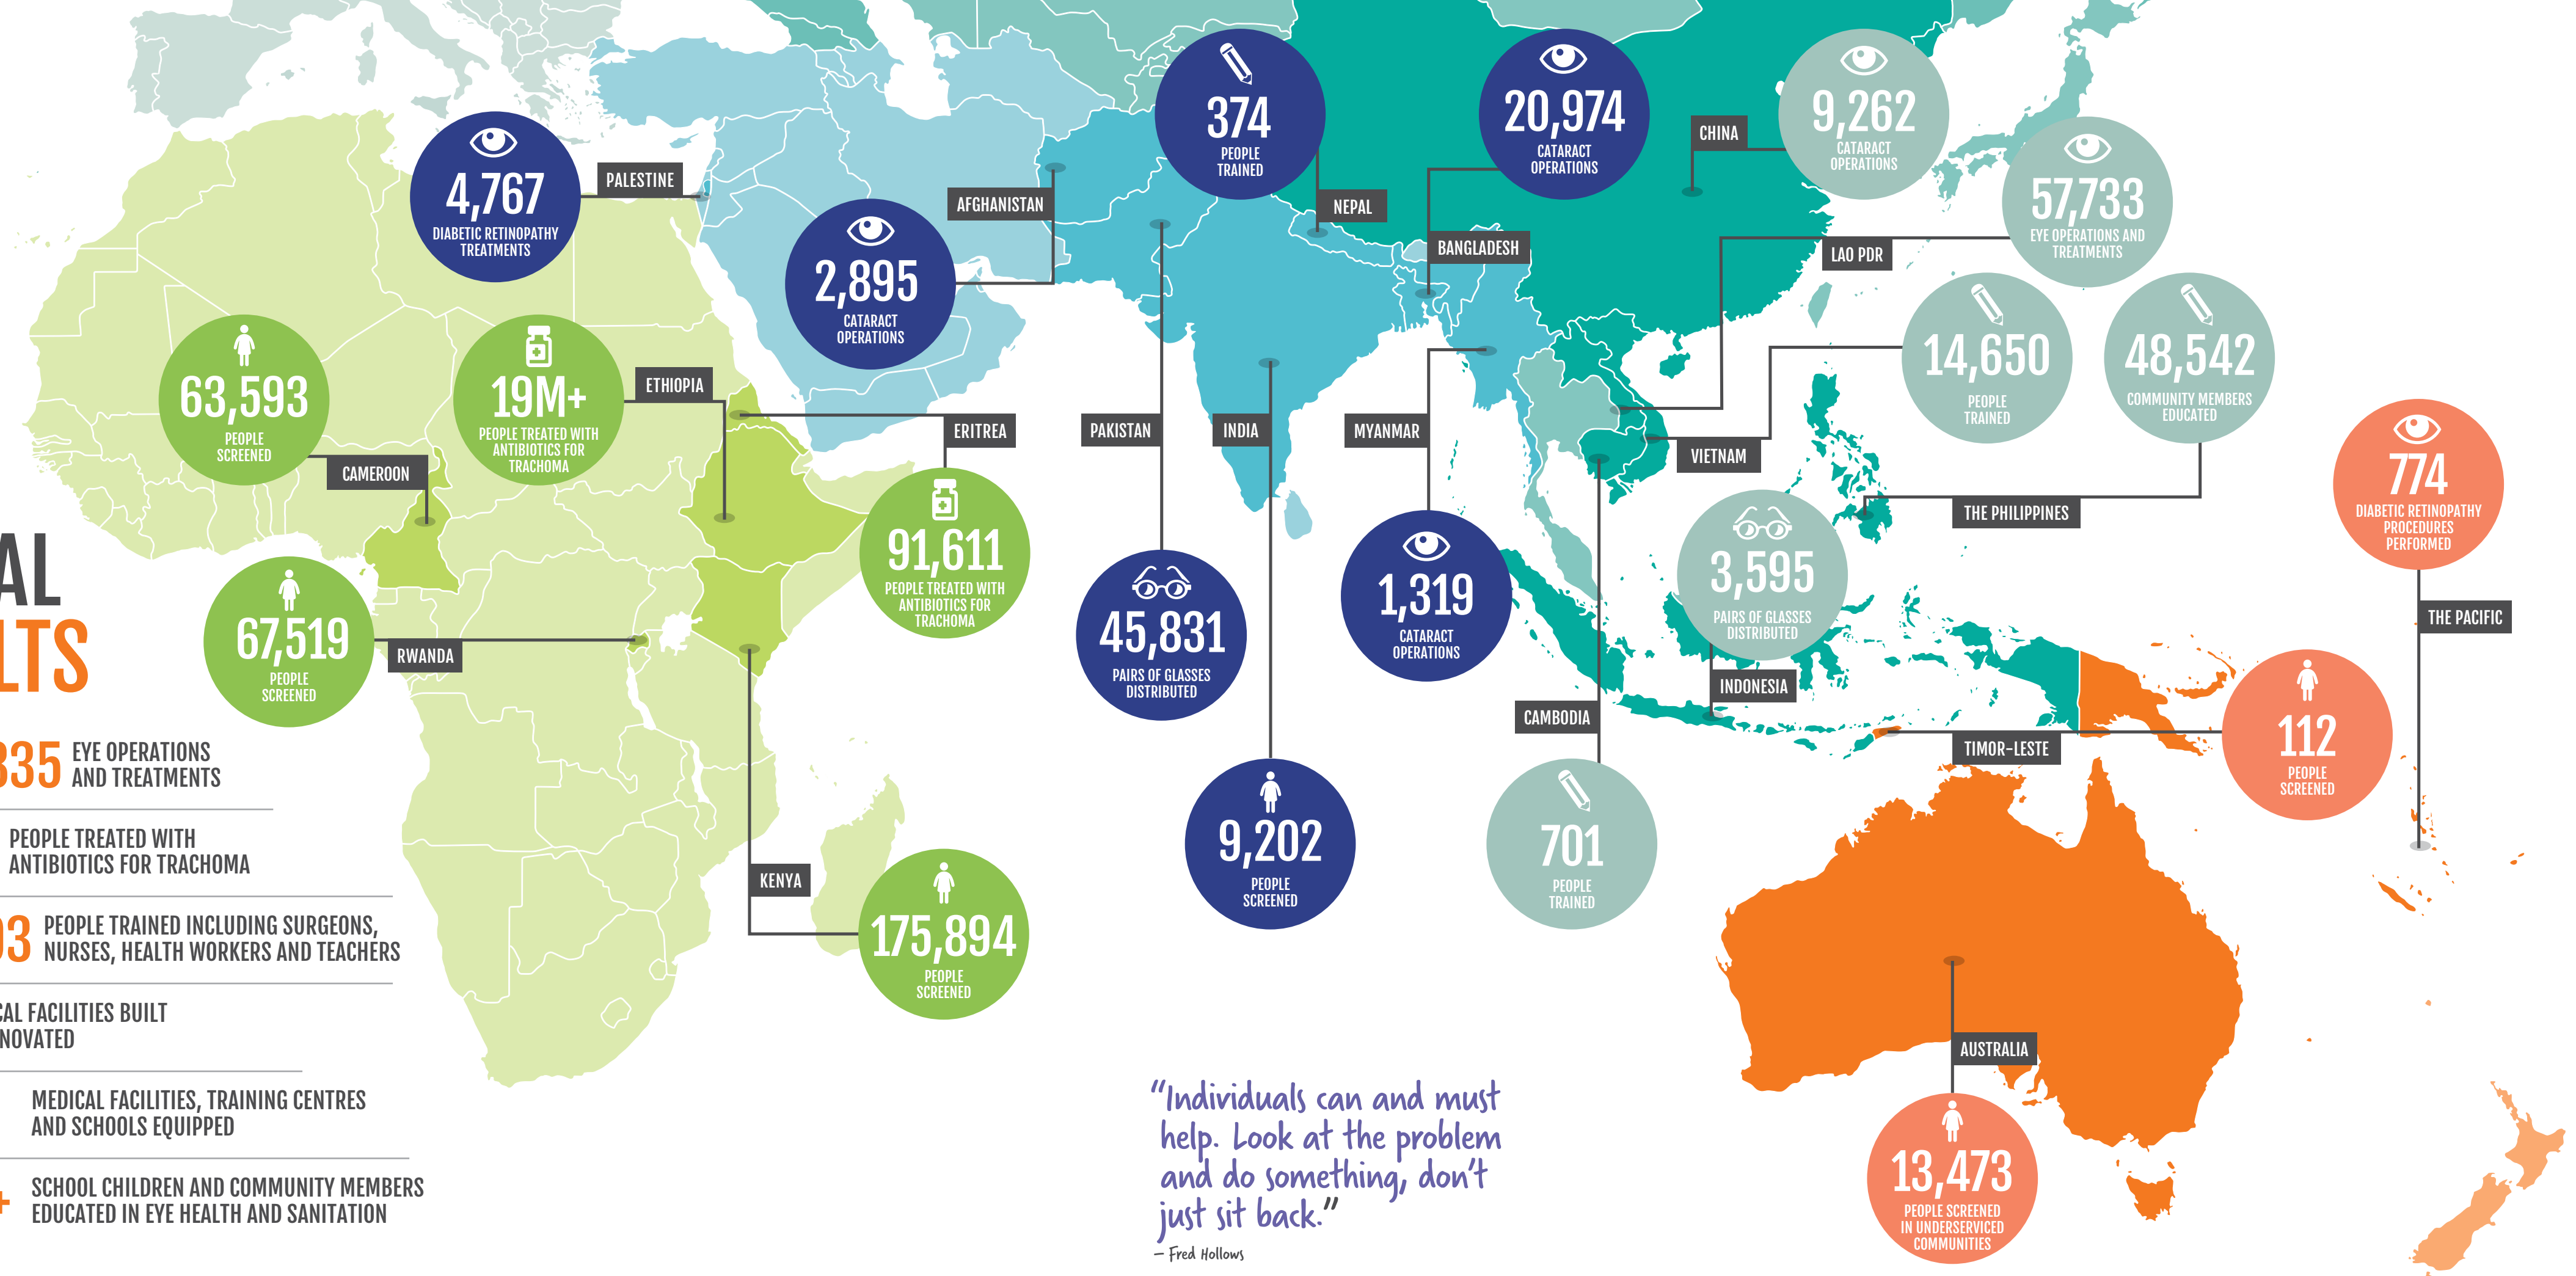 374
PEOPLE
TRAINED
NEPAL
20,974
CATARACT
OPERATIONS
BANGLADESH
CHINA
9,262
CATARACT
OPERATIONS
57,733
EYE OPERATIONS AND
TREATMENTS
LAO PDR
4,767
DIABETIC RETINOPATHY
TREATMENTS
PALESTINE
AFGHANISTAN
2,895
CATARACT
OPERATIONS
63,593
PEOPLE
SCREENED
CAMEROON
19M+
PEOPLE TREATED WITH
ANTIBIOTICS FOR
TRACHOMA
ETHIOPIA
ERITREA
91,611
PEOPLE TREATED WITH
ANTIBIOTICS FOR
TRACHOMA
PAKISTAN
45,831
PAIRS OF GLASSES
DISTRIBUTED
INDIA
9,202
PEOPLE
SCREENED
MYANMAR
1,319
CATARACT
OPERATIONS
VIETNAM
14,650
PEOPLE
TRAINED
48,542
COMMUNITY MEMBERS
EDUCATED
THE PHILIPPINES
3,595
PAIRS OF GLASSES
DISTRIBUTED
INDONESIA
CAMBODIA
701
PEOPLE
TRAINED
774
DIABETIC RETINOPATHY
PROCEDURES
PERFORMED
THE PACIFIC
TIMOR-LESTE
112
PEOPLE
SCREENED
67,519
PEOPLE
SCREENED
RWANDA
KENYA
175,894
PEOPLE
SCREENED
AUSTRALIA
13,473
PEOPLE SCREENED
IN UNDERSERVICED
COMMUNITIES
AL
LTS
335 EYE OPERATIONS
AND TREATMENTS
PEOPLE TREATED WITH
ANTIBIOTICS FOR TRACHOMA
3 PEOPLE TRAINED INCLUDING SURGEONS,
NURSES, HEALTH WORKERS AND TEACHERS
CAL FACILITIES BUILT
NOVATED
MEDICAL FACILITIES, TRAINING CENTRES
AND SCHOOLS EQUIPPED
+ SCHOOL CHILDREN AND COMMUNITY MEMBERS
EDUCATED IN EYE HEALTH AND SANITATION
“Individuals can and must
help. Look at the problem
and do something, don't
just sit back.”
– Fred Hollows